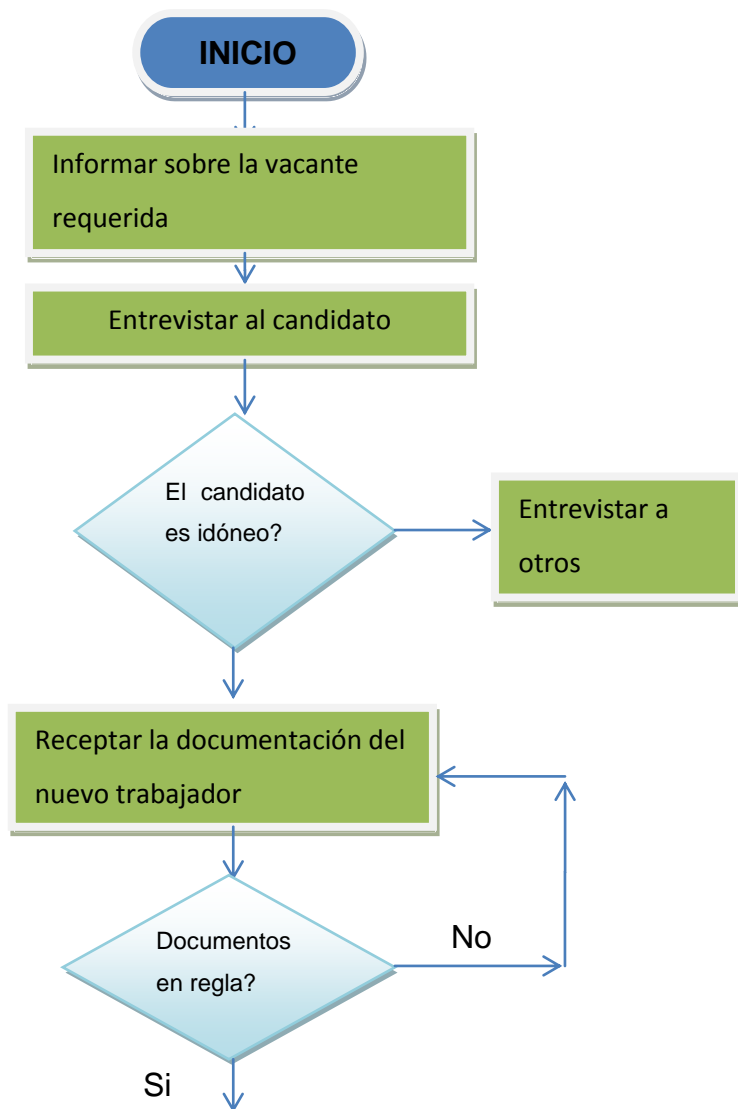 INICIO
Informar sobre la vacante
requerida
Entrevistar al candidato
El candidato
es idóneo?
Entrevistar a
otros
Receptar la documentación del
nuevo trabajador
Documentos
en regla?
No
Si